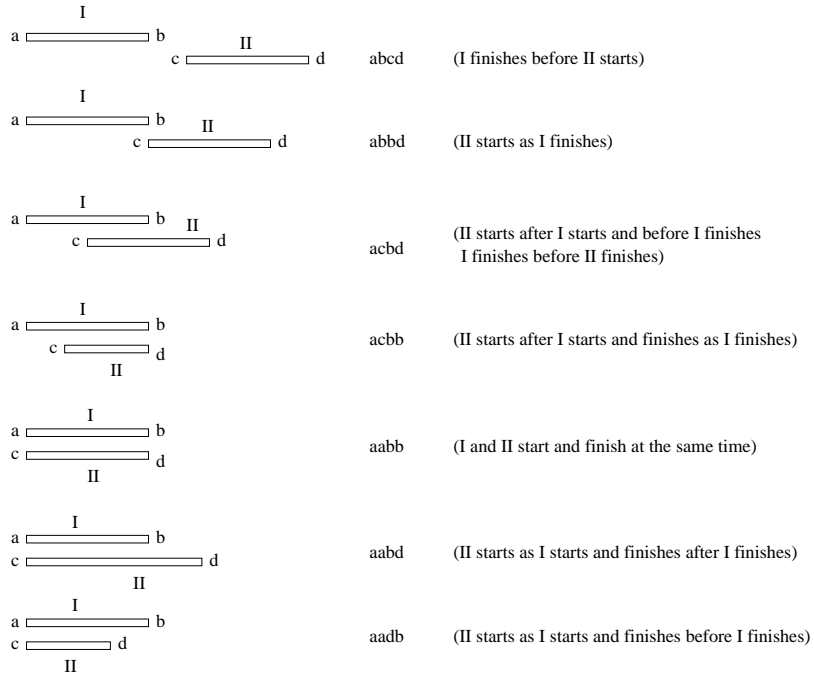 I
a b
II
c d abcd (I finishes before II starts)
I
a b
II
c d abbd (II starts as I finishes)
I
a b
II
c d acbd (II starts after I starts and before I finishes
I finishes before II finishes)
I
a b
c d acbb (II starts after I starts and finishes as I finishes)
II
I
a b
c d aabb (I and II start and finish at the same time)
II
I
a b
c d aabd (II starts as I starts and finishes after I finishes)
II
I
a b
c d aadb (II starts as I starts and finishes before I finishes)
II